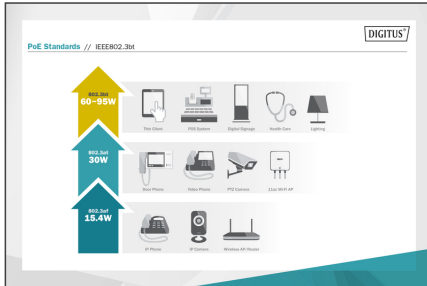 DIGITUS®
PoE Standards // IEEE802.3bt
802.3bt
60-95W
Thin Client
POS System
Digital Signage
Health Care
Lighting
802.3at
30W
Door Phone
Video Phone
PTZ Camera
11ac Wi-Fi AP
802.3af
15.4W
IP Phone
IP Camera
Wireless AP/ Router